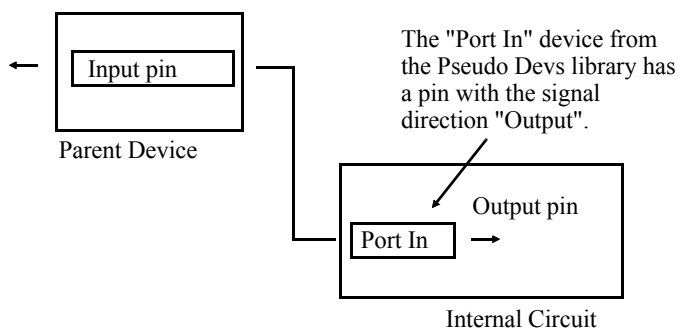 The "Port In" device from
the Pseudo Devs library has
a pin with the signal
direction "Output".
Input pin
Parent Device
Output pin
Port In
Internal Circuit